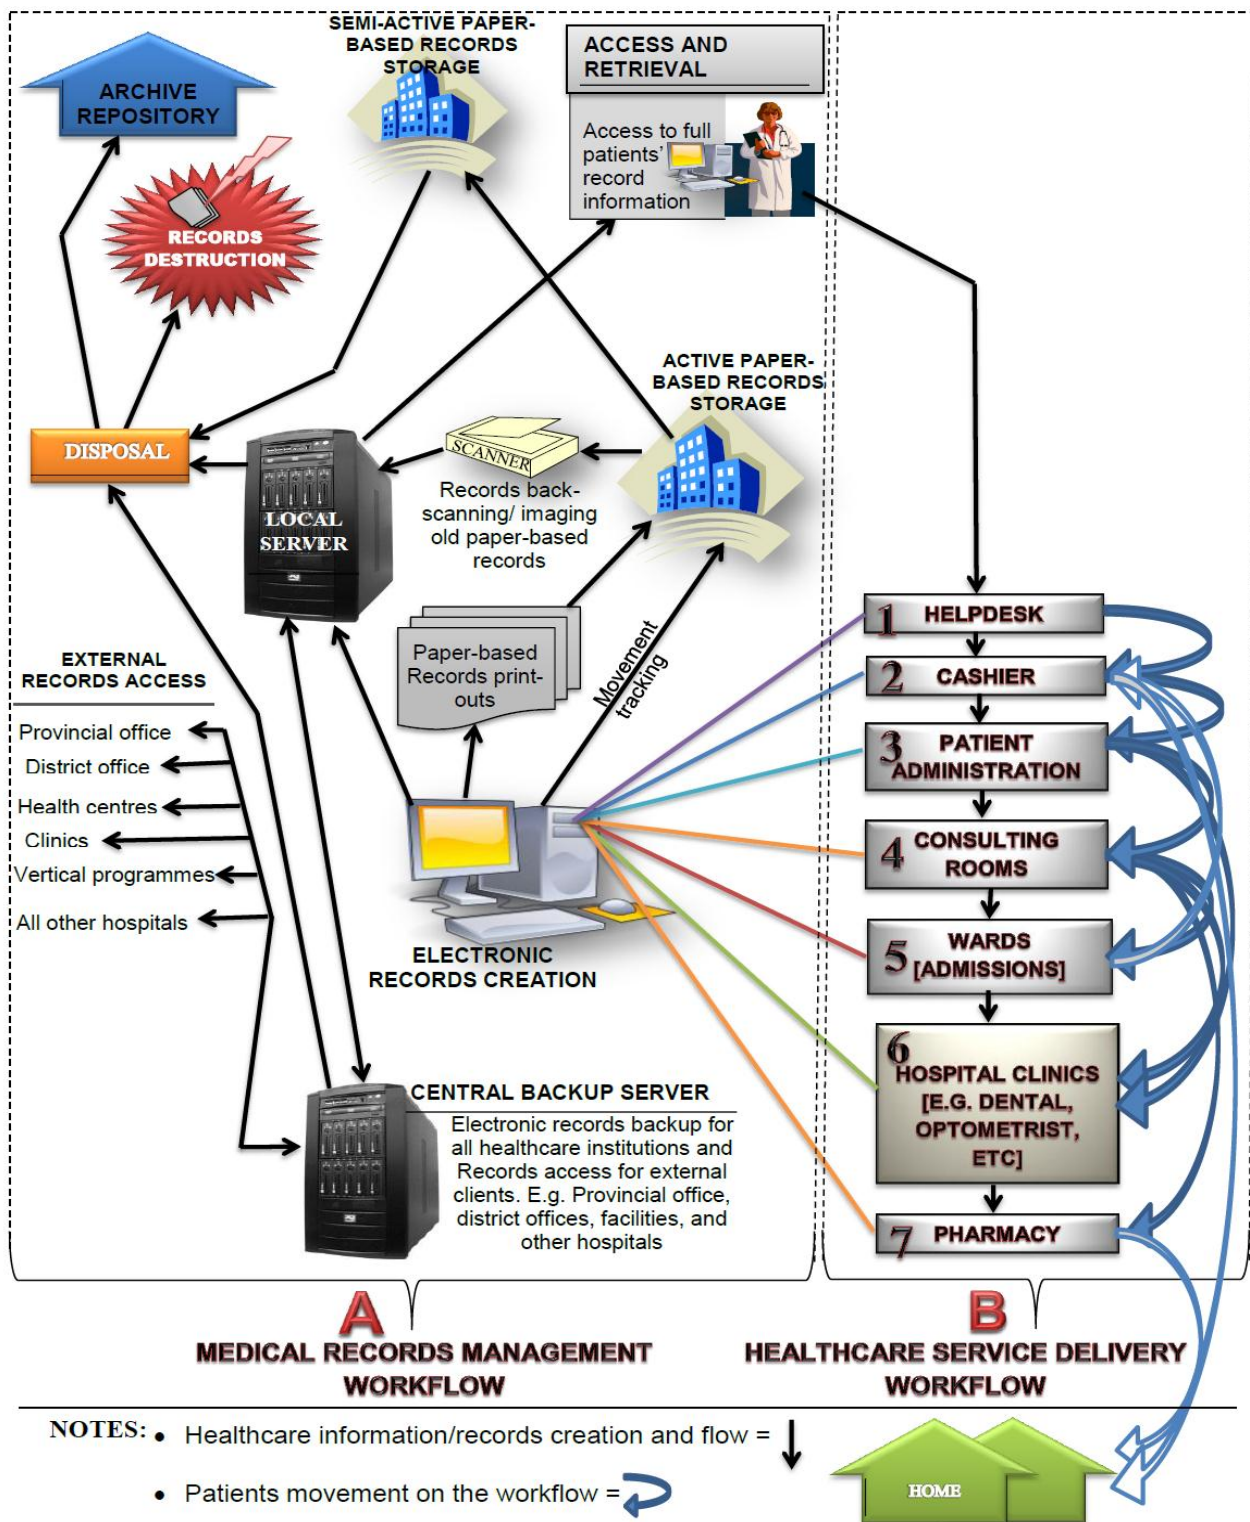 SEMI-ACTIVE PAPER-
BASED RECORDS
STORAGE
ARCHIVE
REPOSITORY
ACCESS AND
RETRIEVAL
Access to full
patients'
record
information
RECORDS
DESTRUCTION
ACTIVE PAPER-
BASED RECORDS
STORAGE
DISPOSAL
LOCAL
SERVER
SCANNER
Records back-
scanning/ imaging
old paper-based
records
Paper-based
Records print-
outs
Movement
tracking
EXTERNAL
RECORDS ACCESS
Provincial office
District office
Health centres
Clinics
Vertical programmes
All other hospitals
ELECTRONIC
RECORDS CREATION
CENTRAL BACKUP SERVER
Electronic records backup for
all healthcare institutions and
Records access for external
clients. E.g. Provincial office,
district offices, facilities, and
other hospitals
1 HELPDESK
2 CASHIER
3 PATIENT
ADMINISTRATION
4 CONSULTING
ROOMS
5 WARDS
[ADMISSIONS]
6
HOSPITAL CLINICS
[E.G. DENTAL,
OPTOMETRIST,
ETC]
7 PHARMACY
A
MEDICAL RECORDS MANAGEMENT
WORKFLOW
B
HEALTHCARE SERVICE DELIVERY
WORKFLOW
NOTES: • Healthcare information/records creation and flow =
• Patients movement on the workflow =
HOME